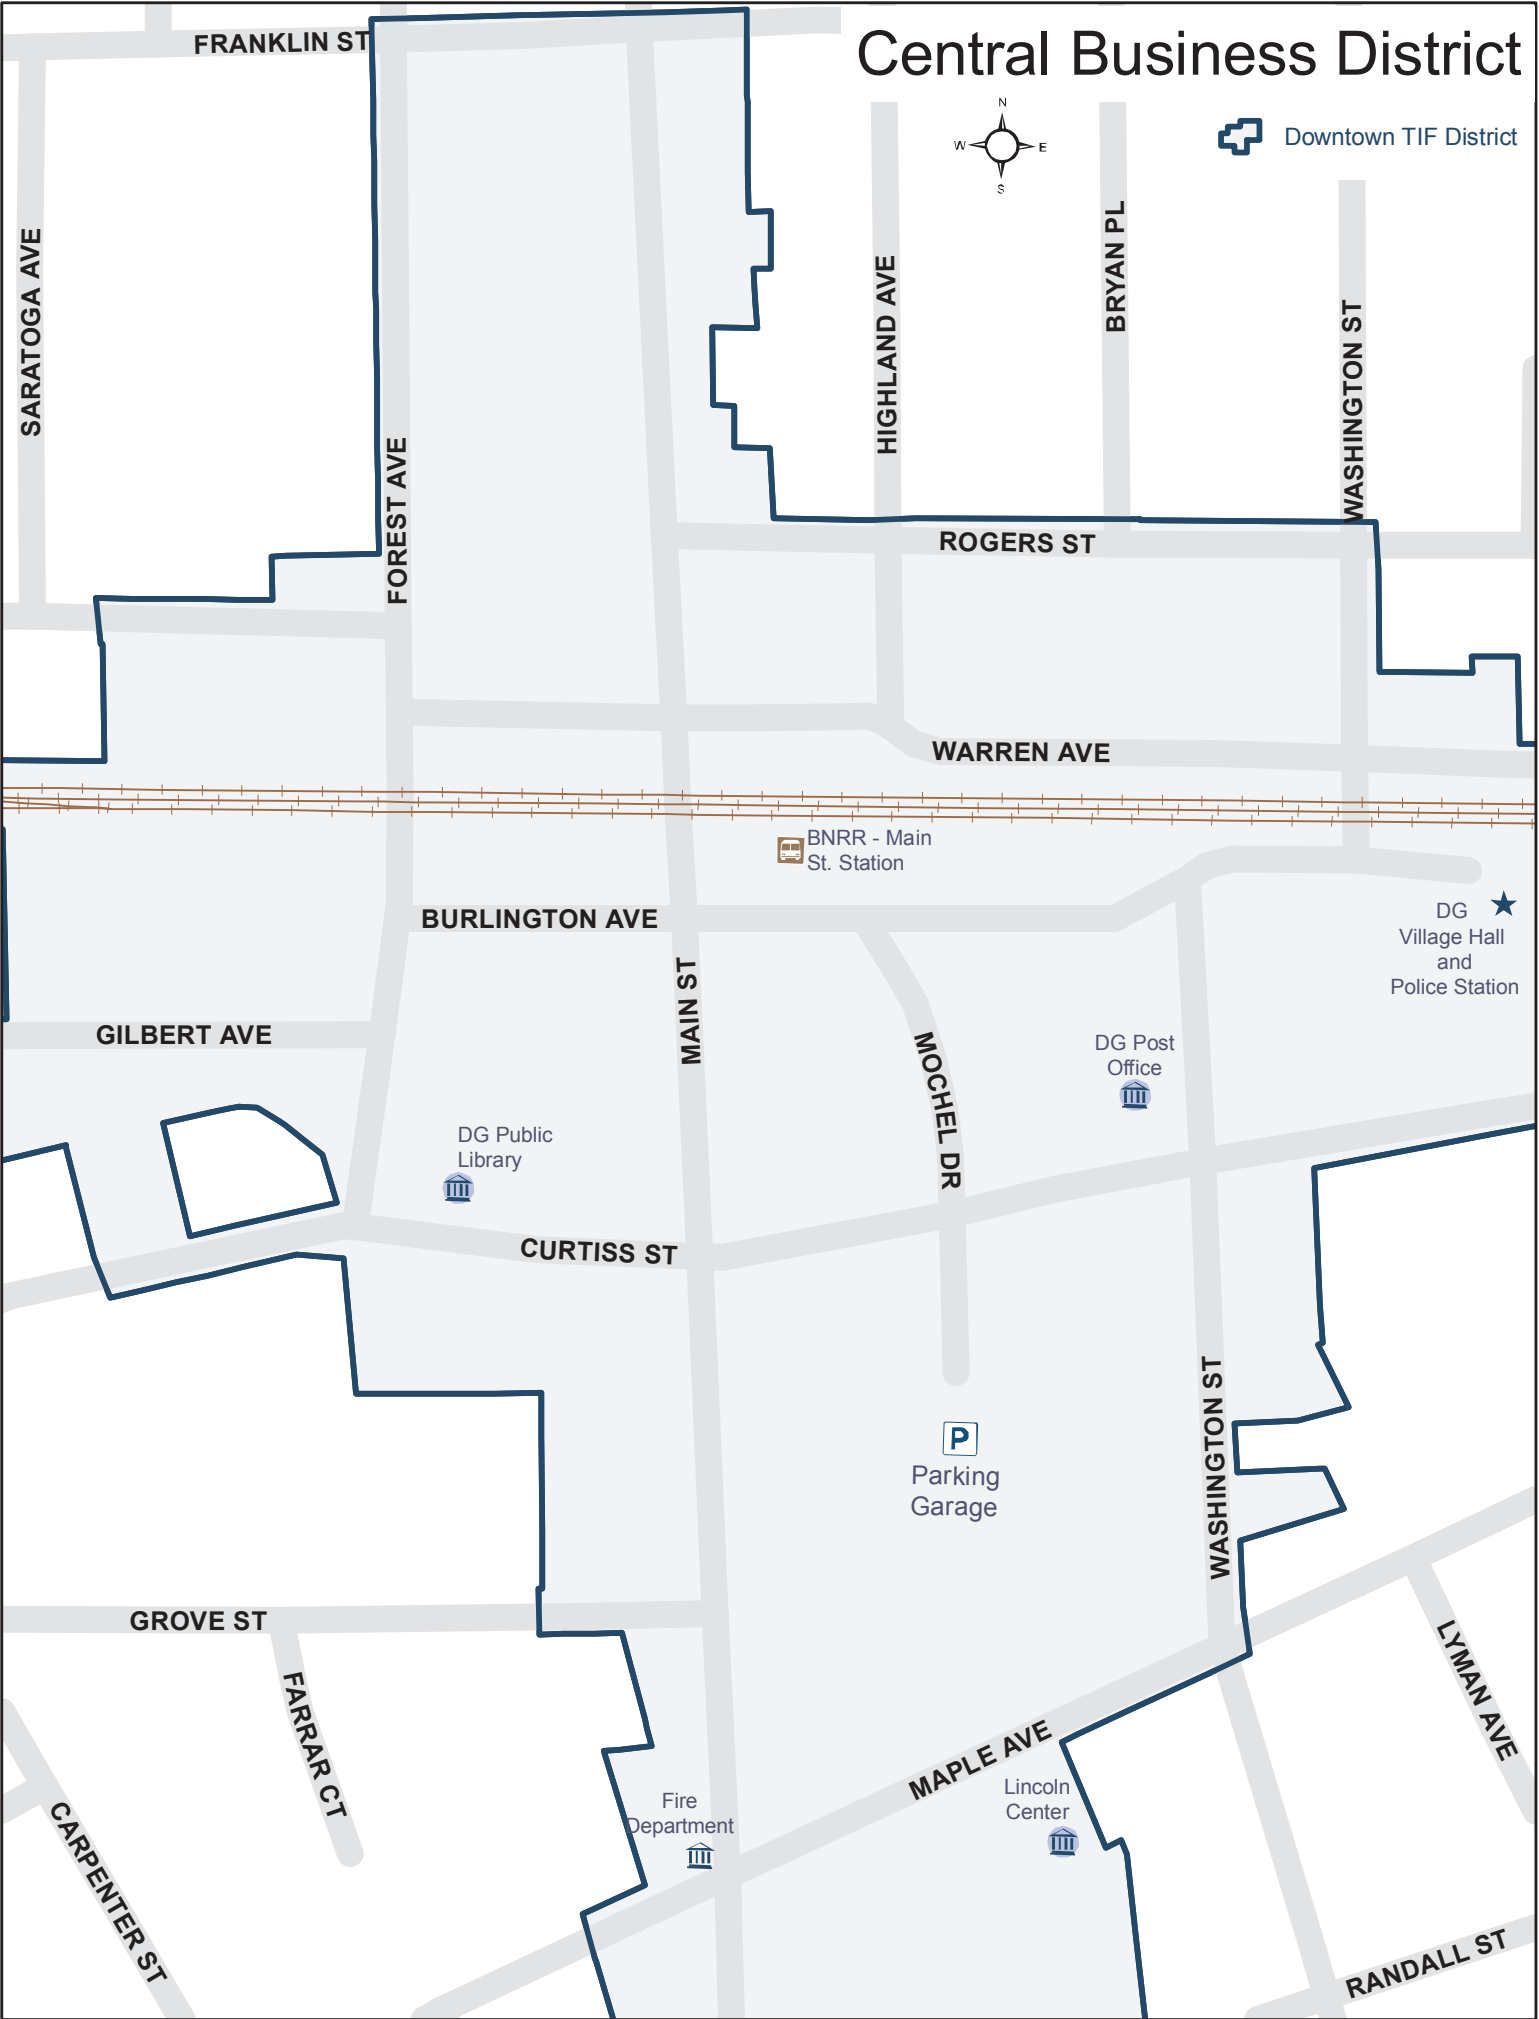 FRANKLIN ST
Central Business District
N
W
E
S
Downtown TIF District
SARATOGA AVE
FOREST AVE
HIGHLAND AVE
BRYAN PL
WASHINGTON ST
ROGERS ST
WARREN AVE
BNRR - Main
St. Station
BURLINGTON AVE
DG
Village Hall
and
Police Station
MAIN ST
GILBERT AVE
MOCHEL DR
DG Post
Office
DG Public
Library
CURTISS ST
WASHINGTON ST
P
Parking
Garage
GROVE ST
FARRAR CT
LYMAN AVE
MAPLE AVE
Lincoln
Center
Fire
Department
CARPENTER ST
RANDALL ST